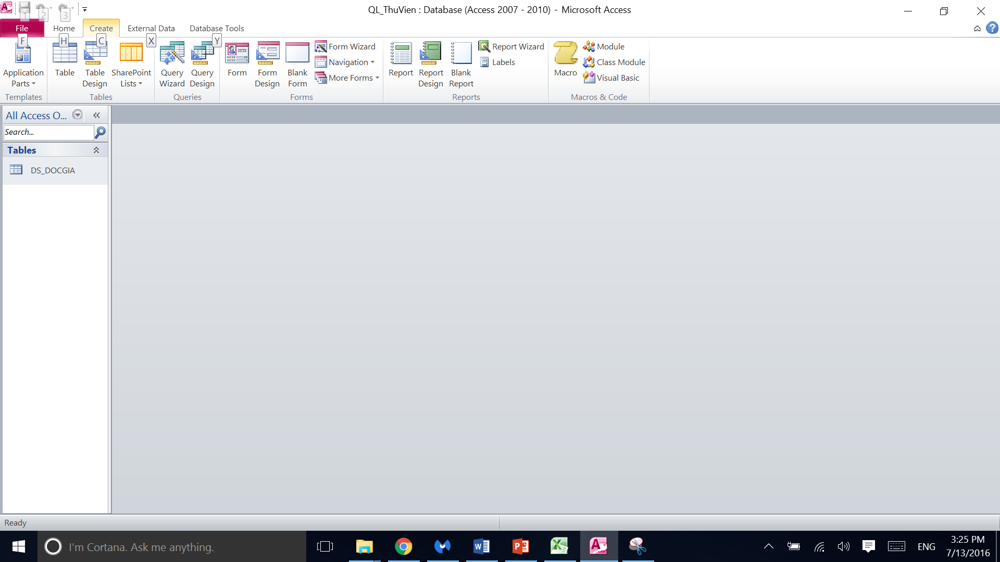 QL_ThuVien : Database (Access 2007 - 2010) - Microsoft Access
1 2 3
File Home Create External Data Database Tools
F H C X Y
Application Parts
Table
Table Design
SharePoint Lists
Templates
Tables
Query Wizard
Query Design
Queries
Form
Form Design
Blank Form
Form Wizard
Navigation
More Forms
Forms
Report
Report Design
Blank Report
Report Wizard
Labels
Reports
Macro
Module
Class Module
Visual Basic
Macros & Code
All Access O...
Search...
Tables
DS_DOCGIA
Ready
I'm Cortana. Ask me anything.
ENG
3:25 PM
7/13/2016